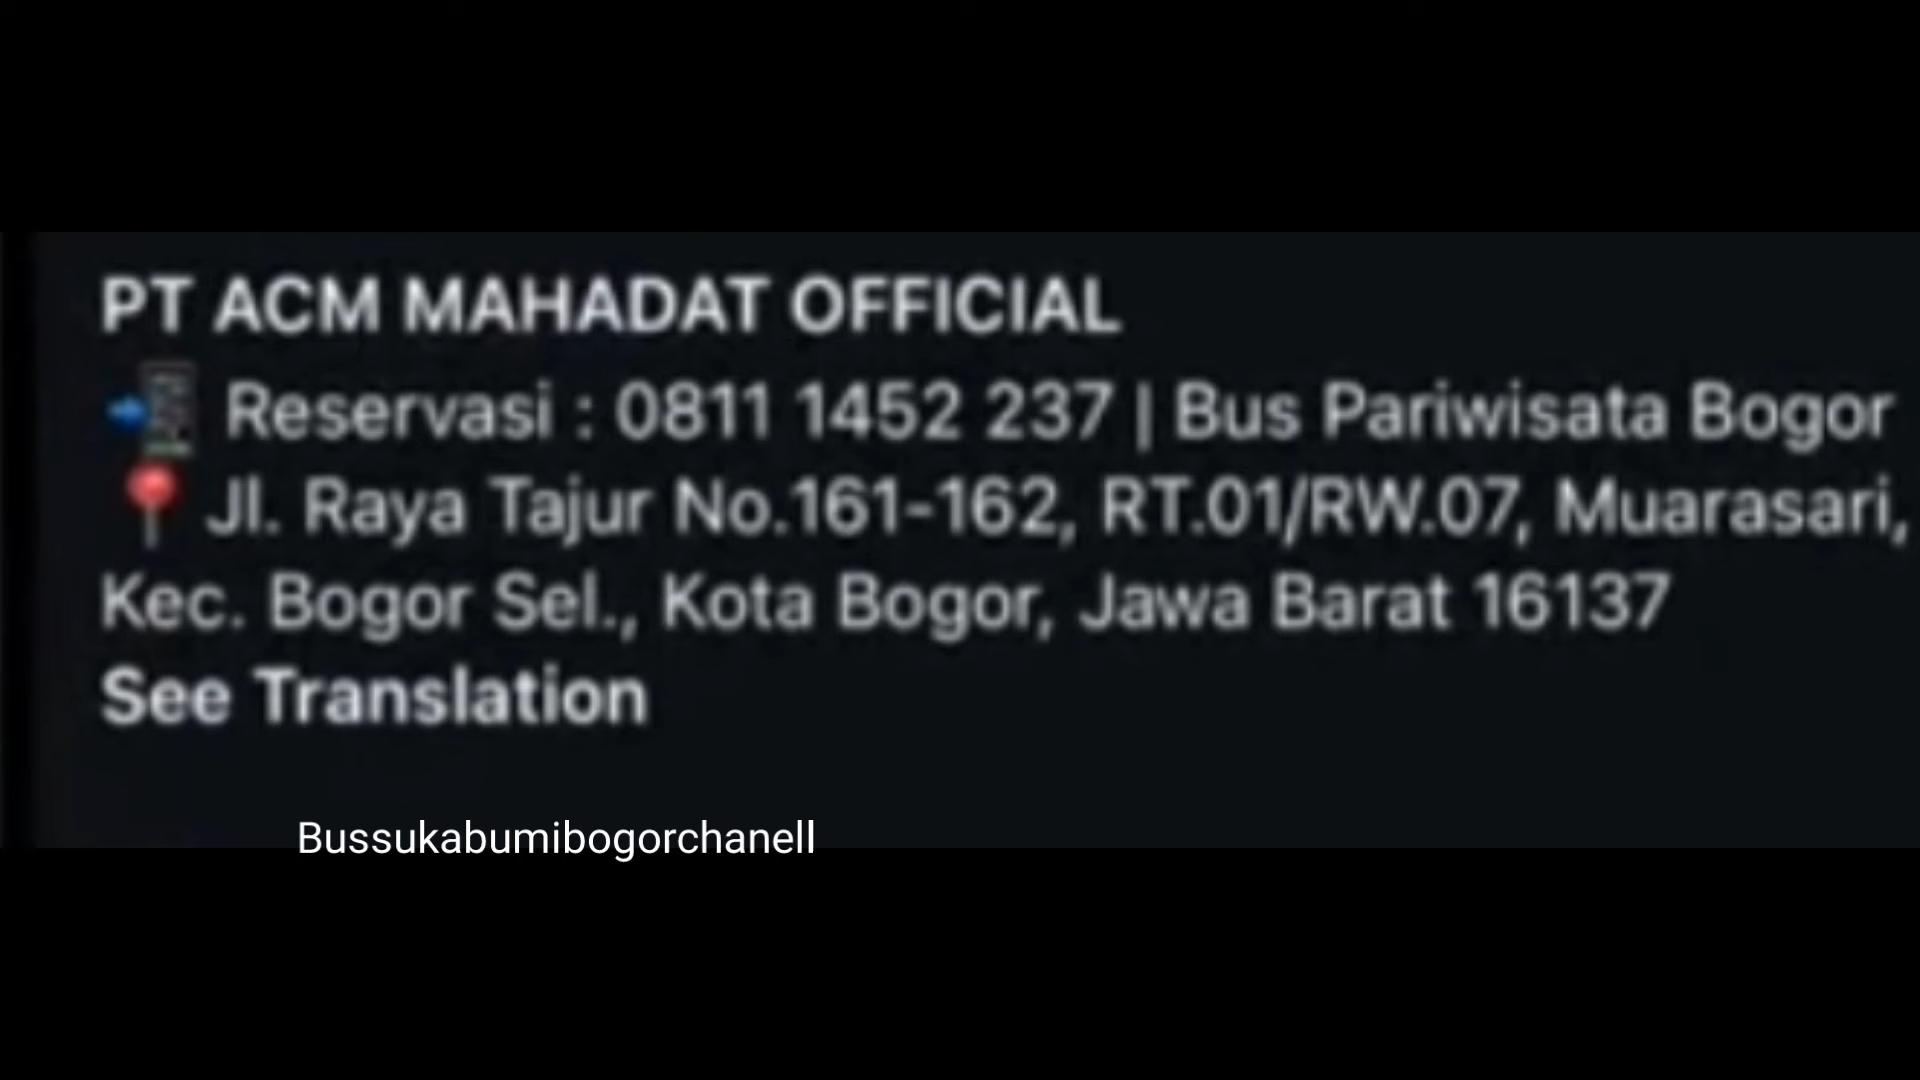 PT ACM MAHADAT OFFICIAL
📲 Reservasi : 0811 1452 237 | Bus Pariwisata Bogor
📍 Jl. Raya Tajur No.161-162, RT.01/RW.07, Muarasari,
Kec. Bogor Sel., Kota Bogor, Jawa Barat 16137
See Translation
Bussukabumibogorchanell